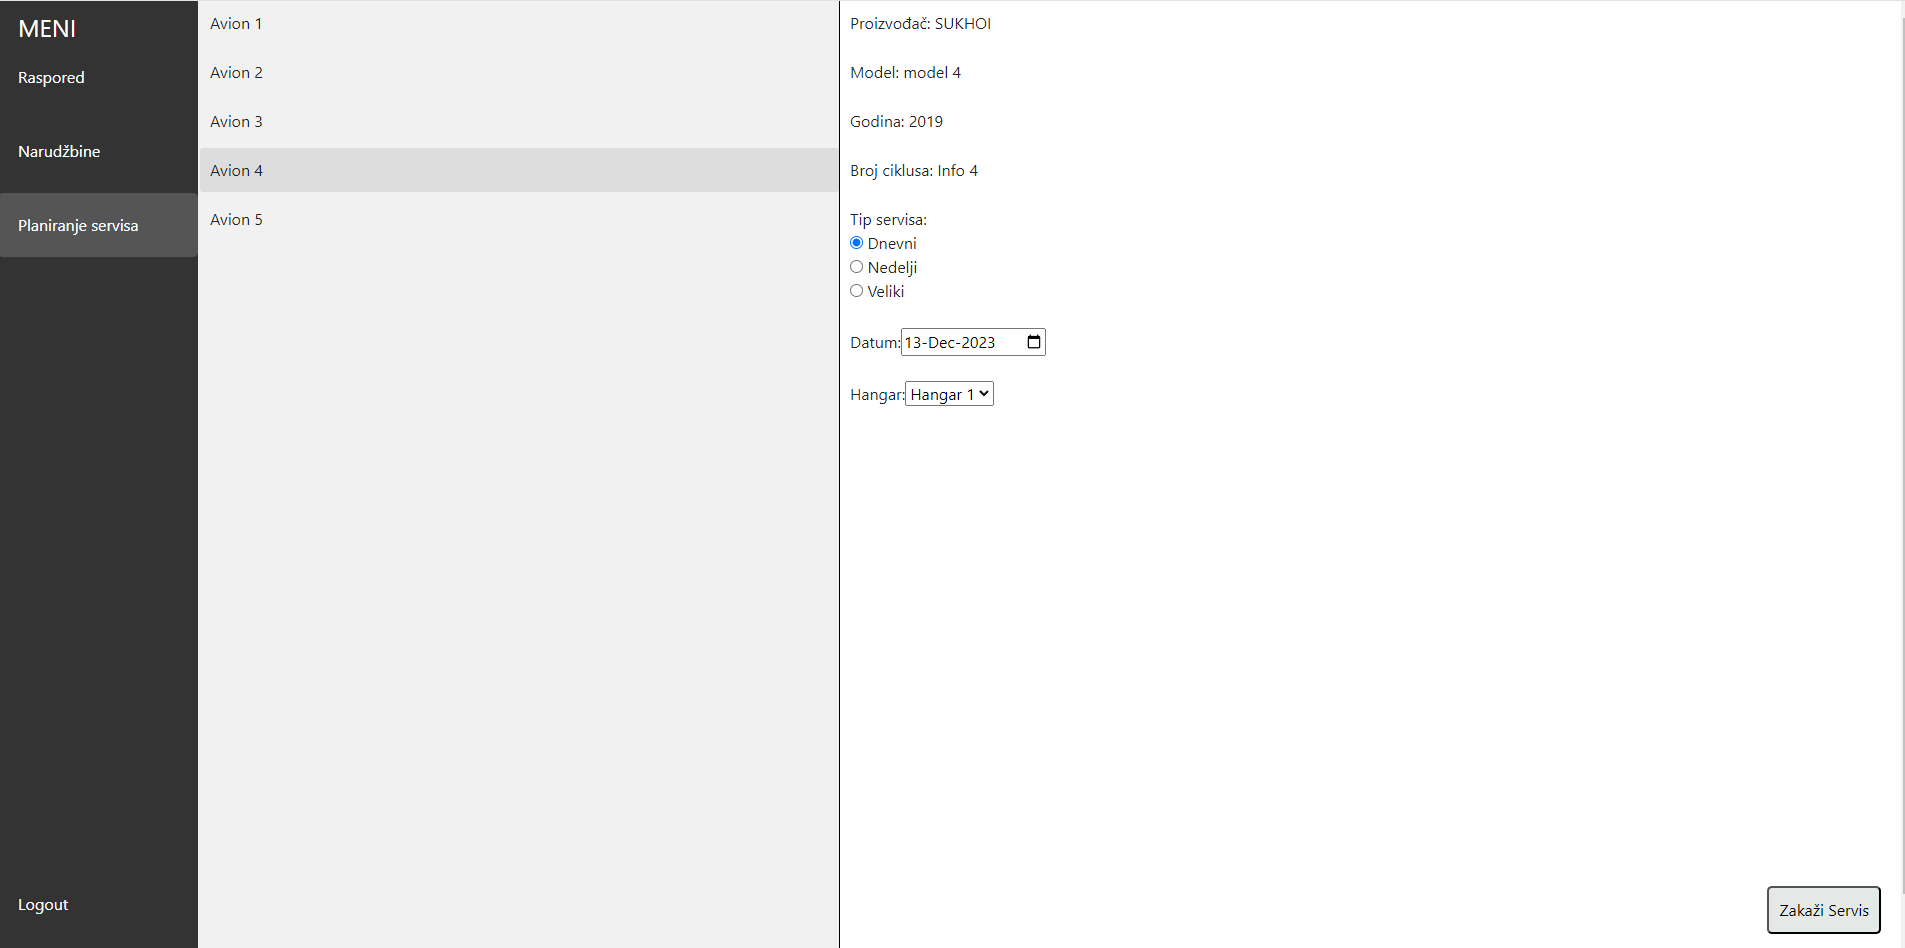 MENI
Raspored
Narudžbine
Planiranje servisa
Logout
Avion 1
Avion 2
Avion 3
Avion 4
Avion 5
Proizvođač: SUKHOI
Model: model 4
Godina: 2019
Broj ciklusa: Info 4
Tip servisa:
Dnevni
Nedelji
Veliki
Datum: 13-Dec-2023
Hangar: Hangar 1
Zakaži Servis